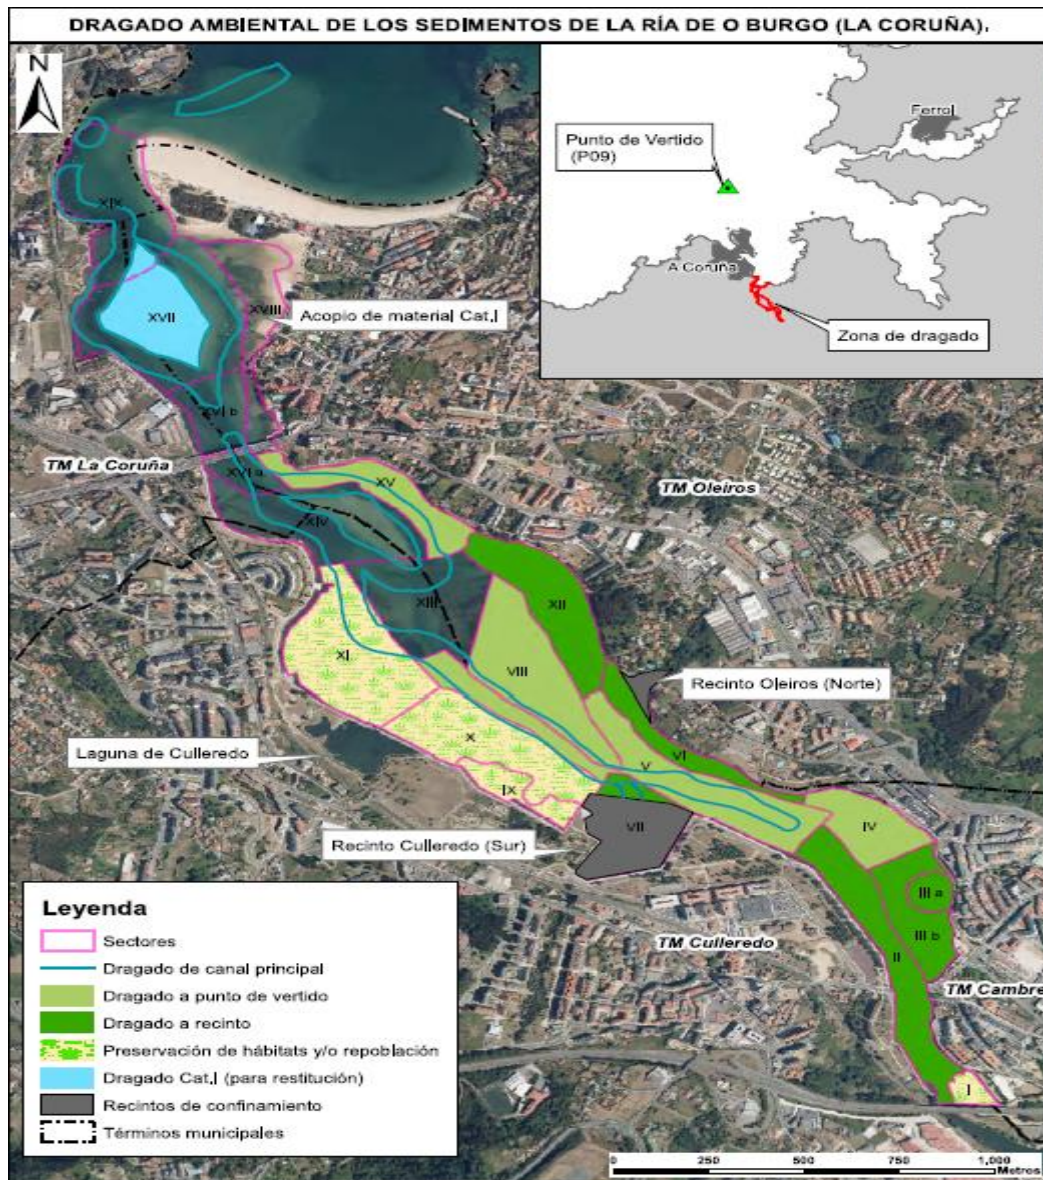 DRAGADO AMBIENTAL DE LOS SEDIMENTOS DE LA RÍA DE O BURGO (LA CORUÑA).
N
Ferrol
Punto de Vertido
(P09)
A Coruña
Zona de dragado
XIX
XVII
XVIII
Acopio de material Cat.I
XVI b
TM La Coruña
XVI a
XV
TM Oleiros
XIV
XII
XIII
XI
VIII
Recinto Oleiros (Norte)
X
VI
Laguna de Culleredo
V
IX
IV
VII
Recinto Culleredo (Sur)
III a
III b
II
TM Culleredo
TM Cambre
I
Leyenda
Sectores
Dragado de canal principal
Dragado a punto de vertido
Dragado a recinto
Preservación de hábitats y/o repoblación
Dragado Cat.I (para restitución)
Recintos de confinamiento
Términos municipales
0 250 500 750 1,000
Metros